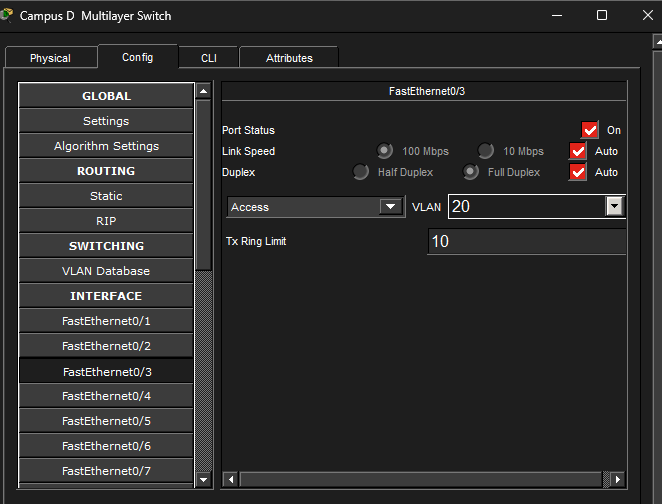 Campus D  Multilayer Switch
Physical
Config
CLI
Attributes
GLOBAL
Settings
Algorithm Settings
ROUTING
Static
RIP
SWITCHING
VLAN Database
INTERFACE
FastEthernet0/1
FastEthernet0/2
FastEthernet0/3
FastEthernet0/4
FastEthernet0/5
FastEthernet0/6
FastEthernet0/7
FastEthernet0/3
Port Status On
Link Speed 100 Mbps 10 Mbps Auto
Duplex Half Duplex Full Duplex Auto
Access VLAN 20
Tx Ring Limit 10